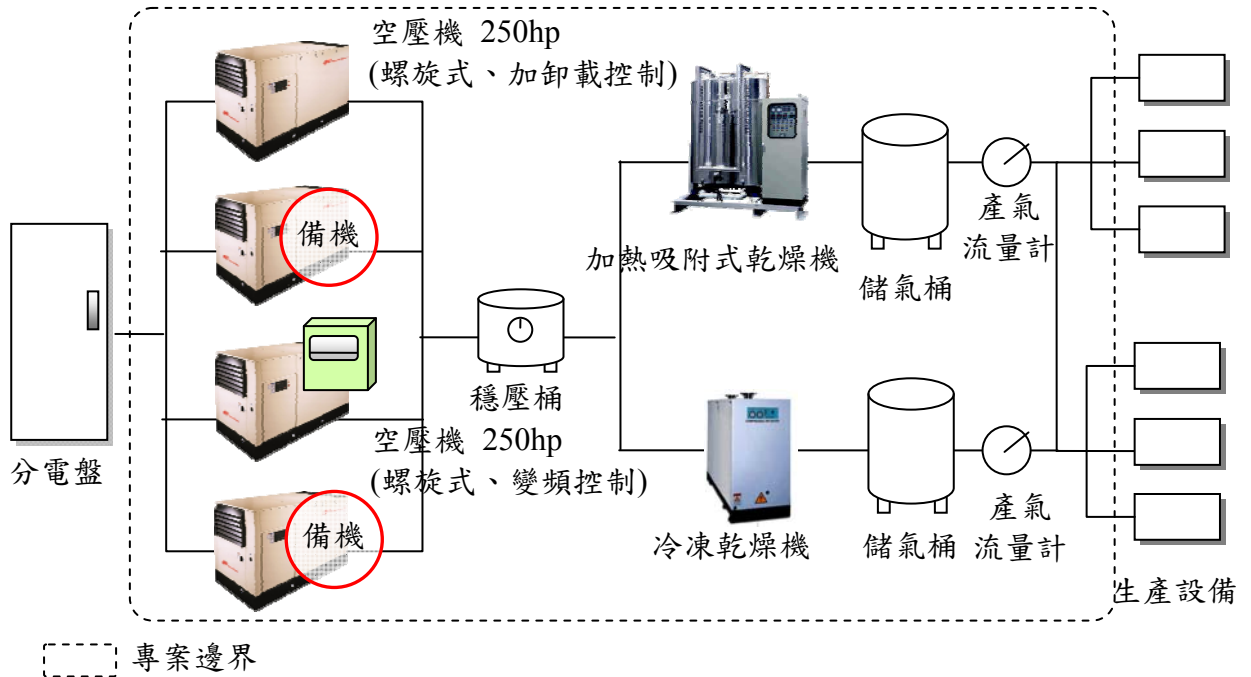 空壓機 250hp
(螺旋式、加卸載控制)
備機
加熱吸附式乾燥機
儲氣桶
產氣
流量計
分電盤
穩壓桶
空壓機 250hp
(螺旋式、變頻控制)
備機
冷凍乾燥機
儲氣桶
產氣
流量計
生產設備
專案邊界